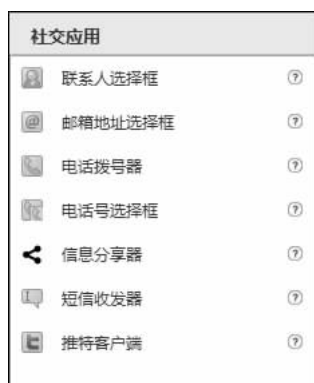 社交应用
联系人选择框
邮箱地址选择框
电话拨号器
电话号选择框
信息分享器
短信收发器
推特客户端